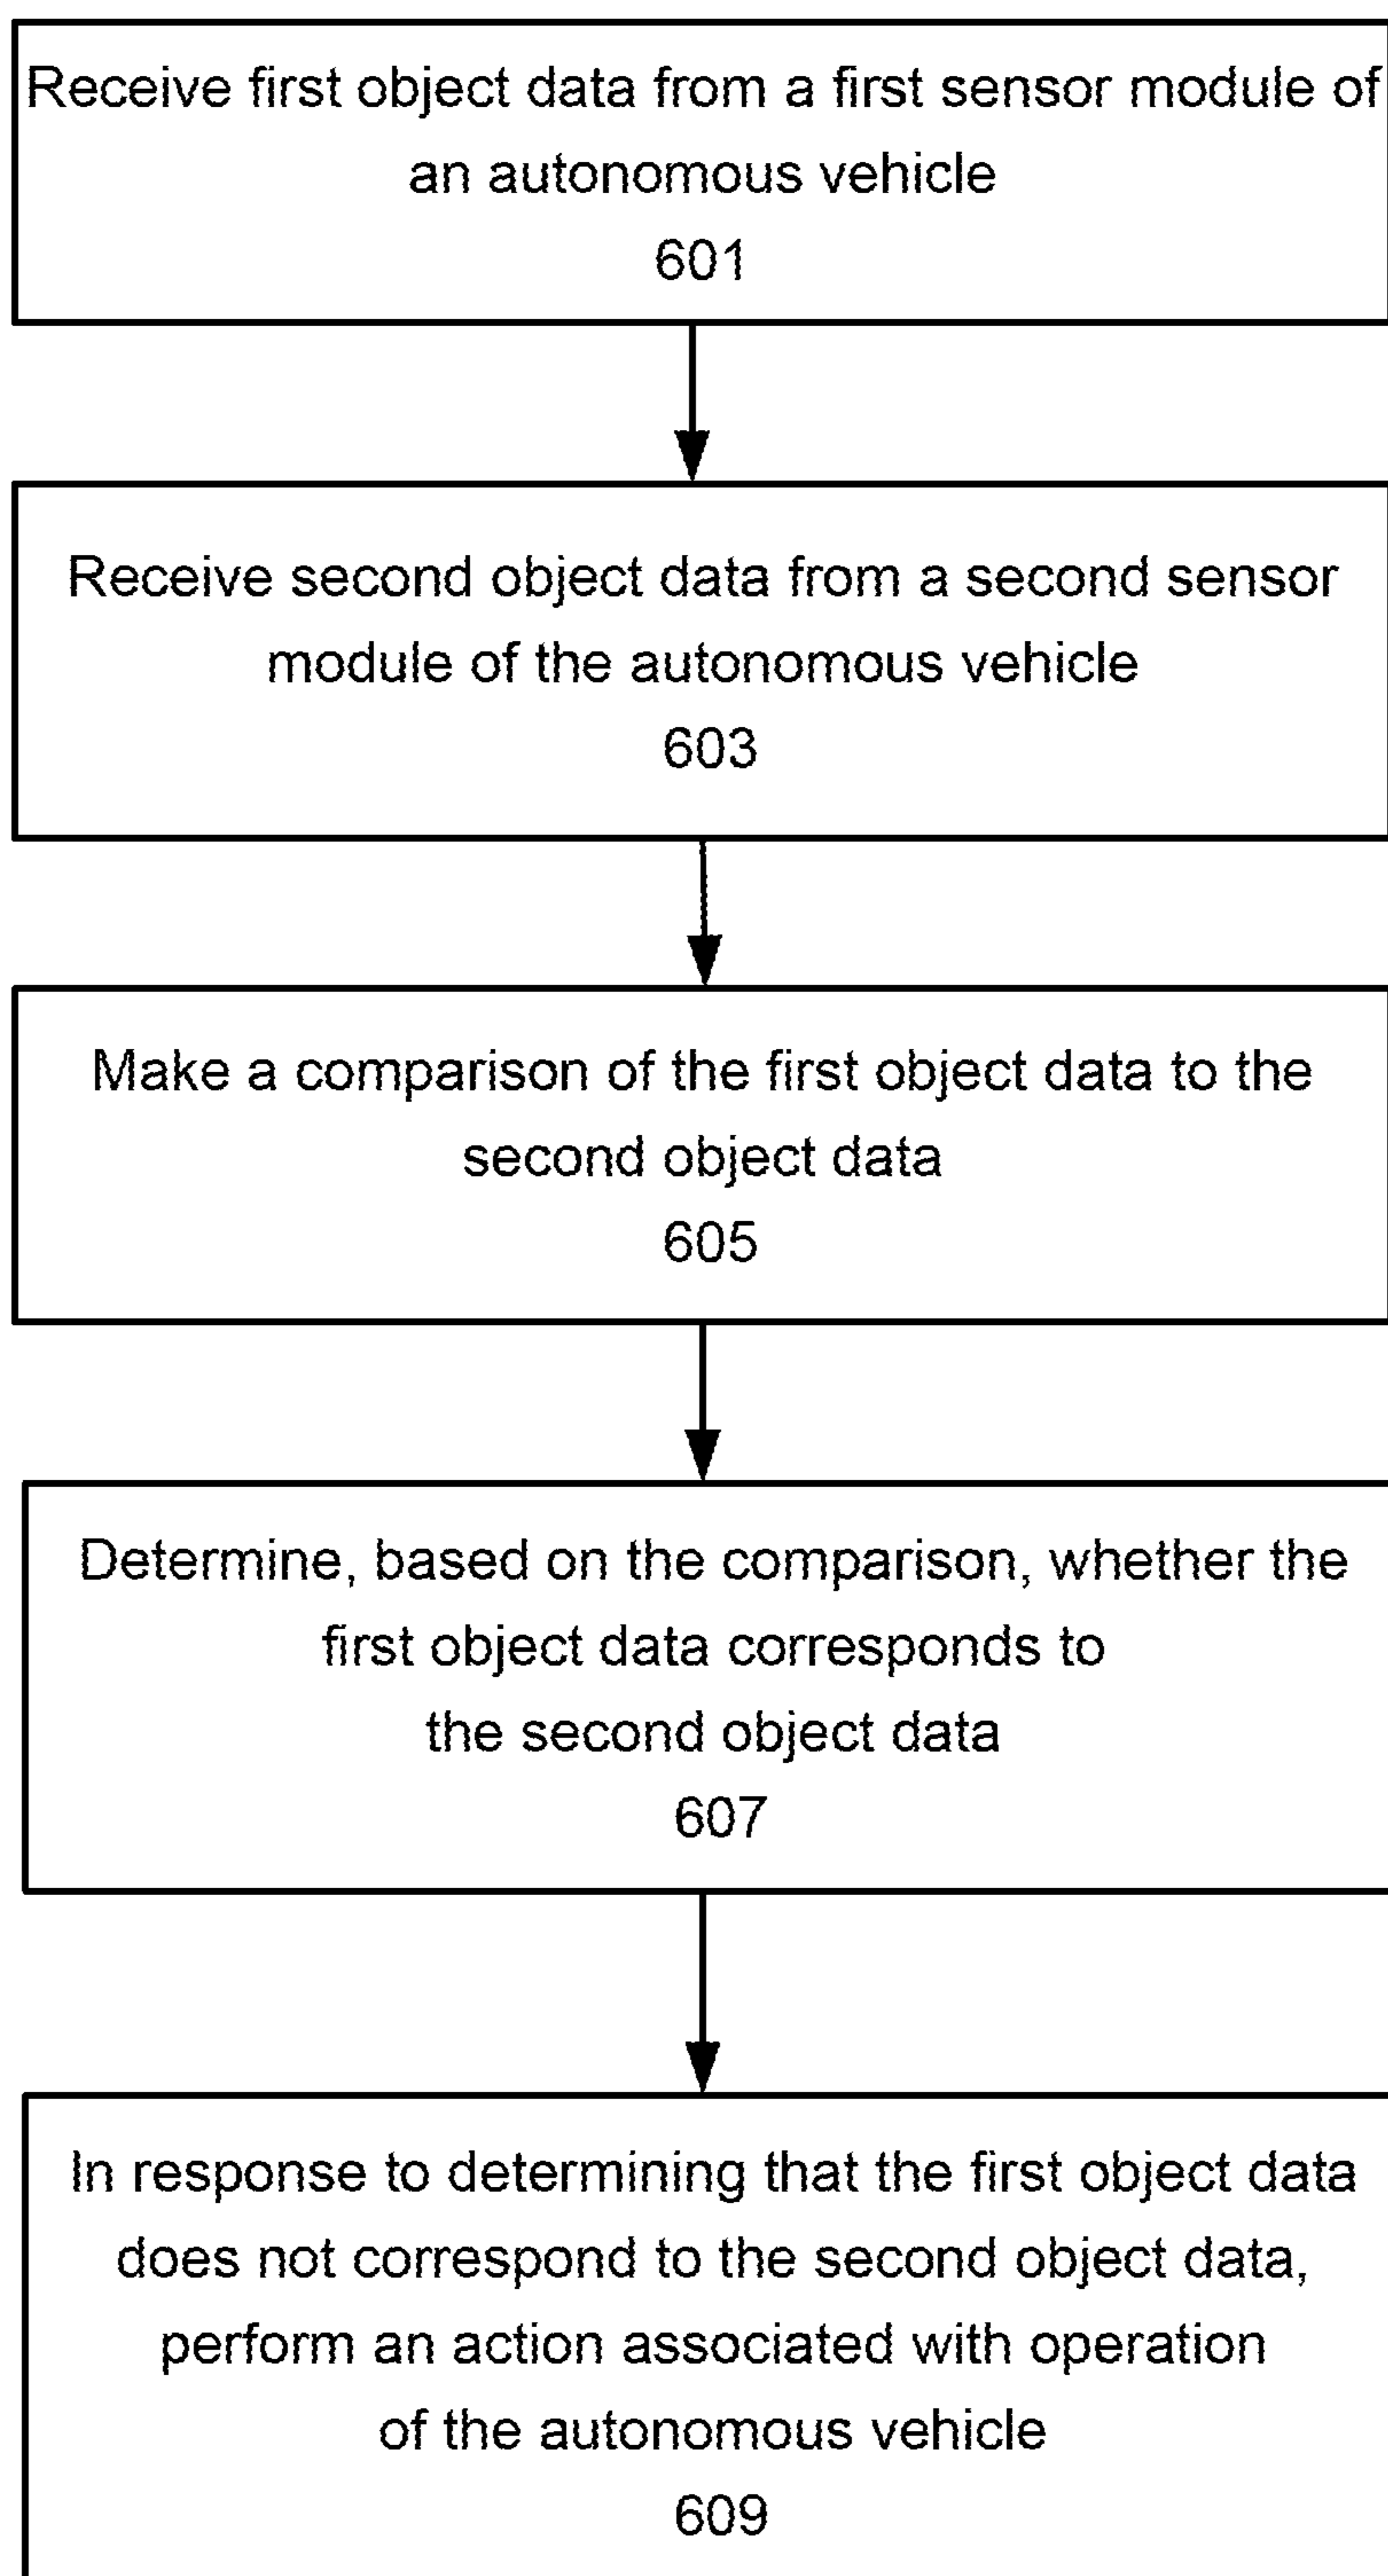 Receive first object data from a first sensor module of
an autonomous vehicle
601
Receive second object data from a second sensor
module of the autonomous vehicle
603
Make a comparison of the first object data to the
second object data
605
Determine, based on the comparison, whether the
first object data corresponds to
the second object data
607
In response to determining that the first object data
does not correspond to the second object data,
perform an action associated with operation
of the autonomous vehicle
609